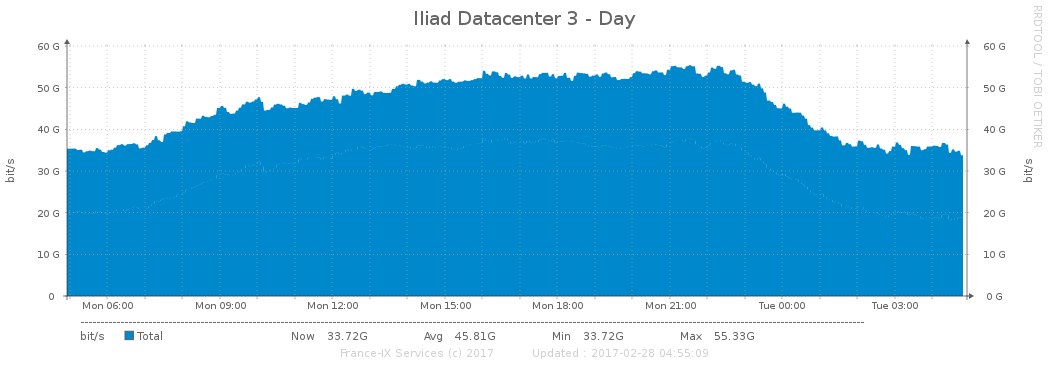 Iliad Datacenter 3 - Day
RRDTOOL / TOBI OETIKER
60 G 60 G
50 G 50 G
40 G 40 G
30 G 30 G
20 G 20 G
10 G 10 G
0 0 G
bit/s bit/s
Mon 06:00 Mon 09:00 Mon 12:00 Mon 15:00 Mon 18:00 Mon 21:00 Tue 00:00 Tue 03:00
bit/s Total Now 33.72G Avg 45.81G Min 33.72G Max 55.33G
France-IX Services (c) 2017 Updated : 2017-02-28 04:55:09